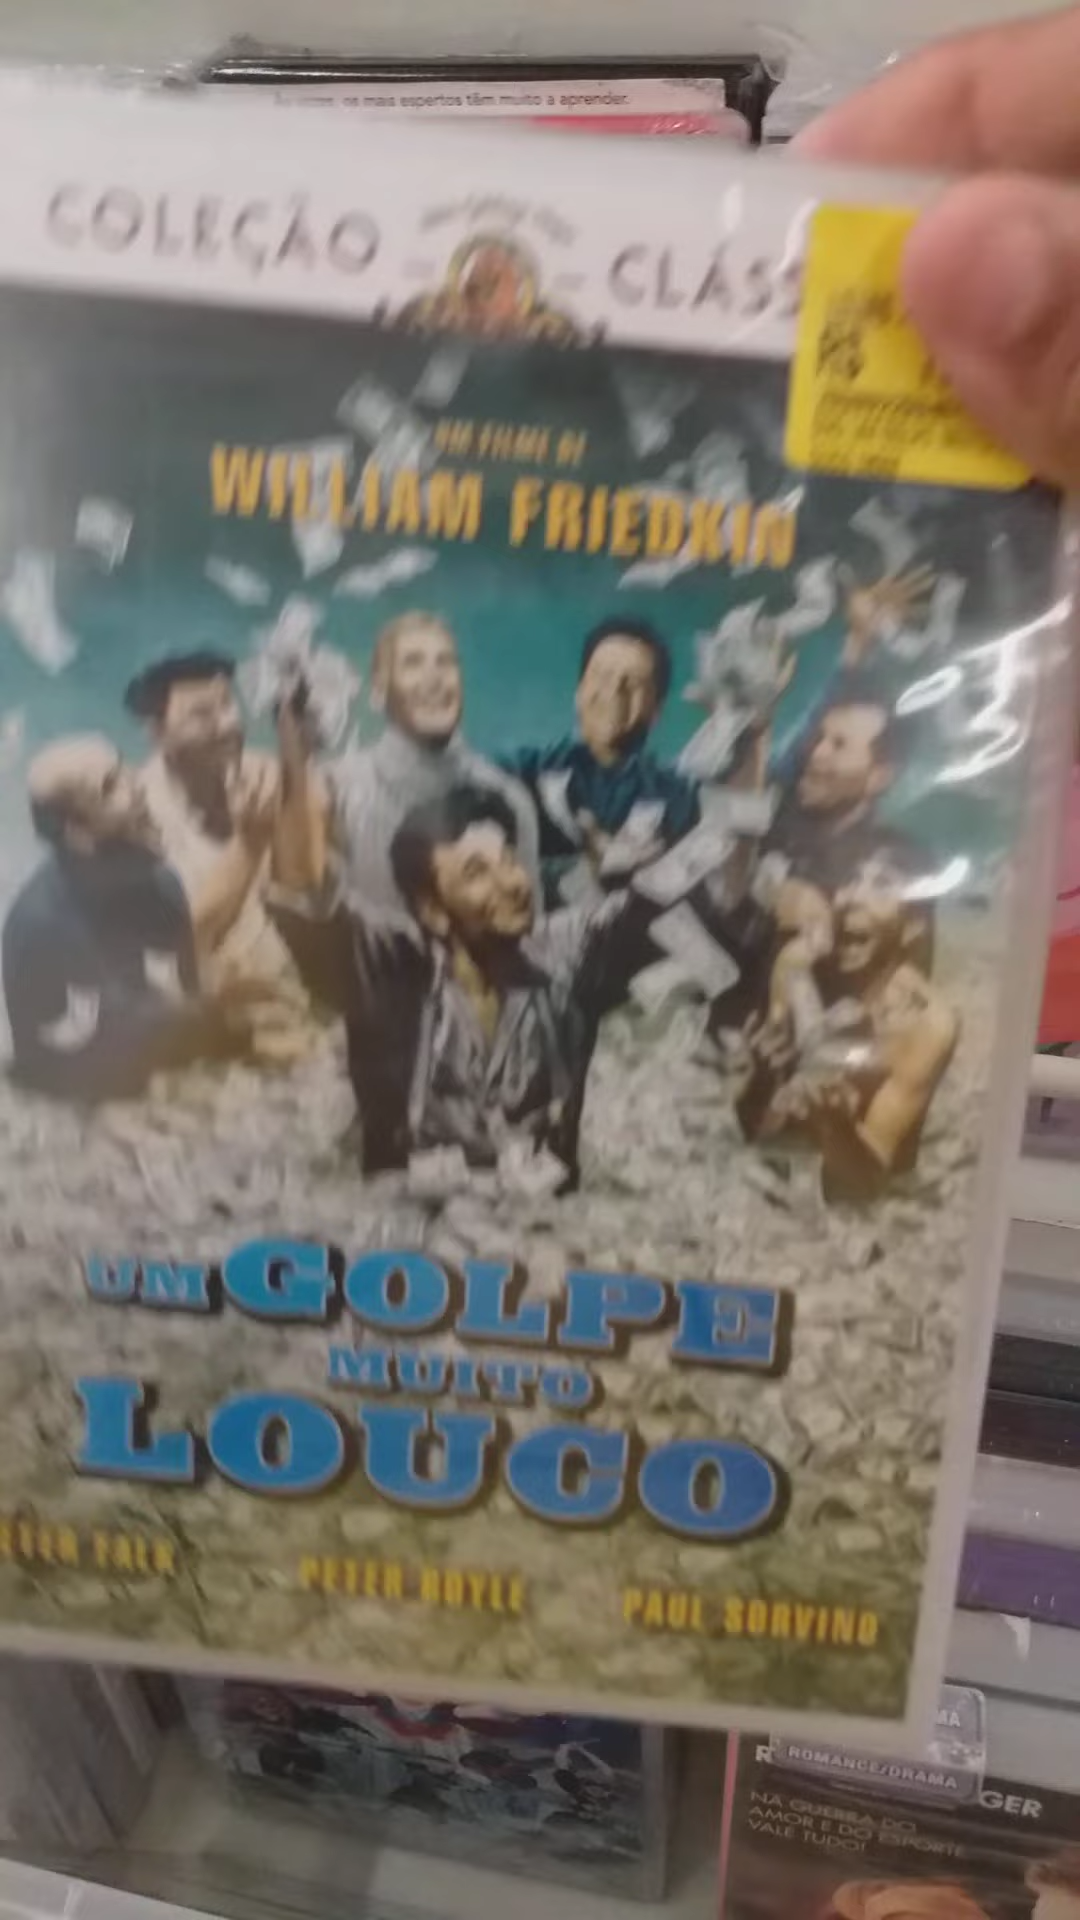 os mais espertos têm muito a aprender.
COLEÇÃO CLÁSS
UM FILME DE
WILLIAM FRIEDKIN
UM GOLPE
MUITO
LOUCO
PETER BOYLE PAUL SORVINO
ROMANCE/DRAMA
GER
NA GUERRA DO
AMOR E DO ESPORTE
VALE TUDO!